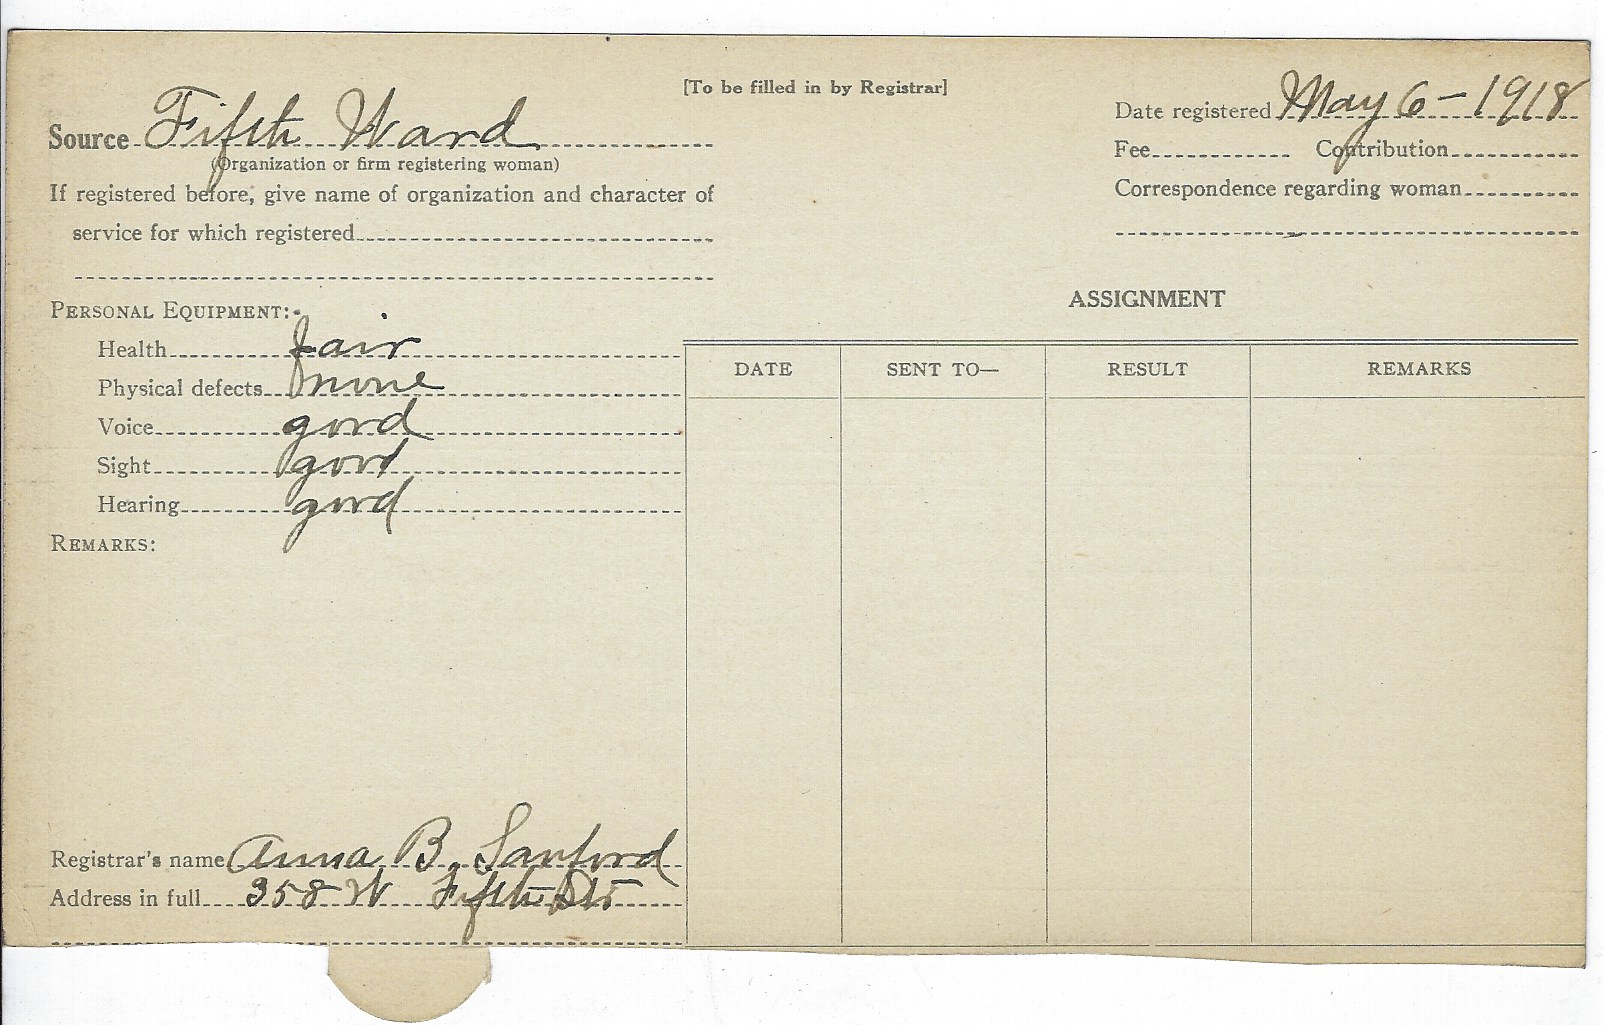 [To be filled in by Registrar]
Source Fifth Ward
(Organization or firm registering woman)
If registered before, give name of organization and character of
service for which registered
Date registered May 6 - 1918
Fee Contribution
Correspondence regarding woman
PERSONAL EQUIPMENT:-
Health fair
Physical defects none
Voice good
Sight good
Hearing good
REMARKS:
ASSIGNMENT
DATE SENT TO— RESULT REMARKS
Registrar's name Anna B. Sanford
Address in full 358 W Fifth Str